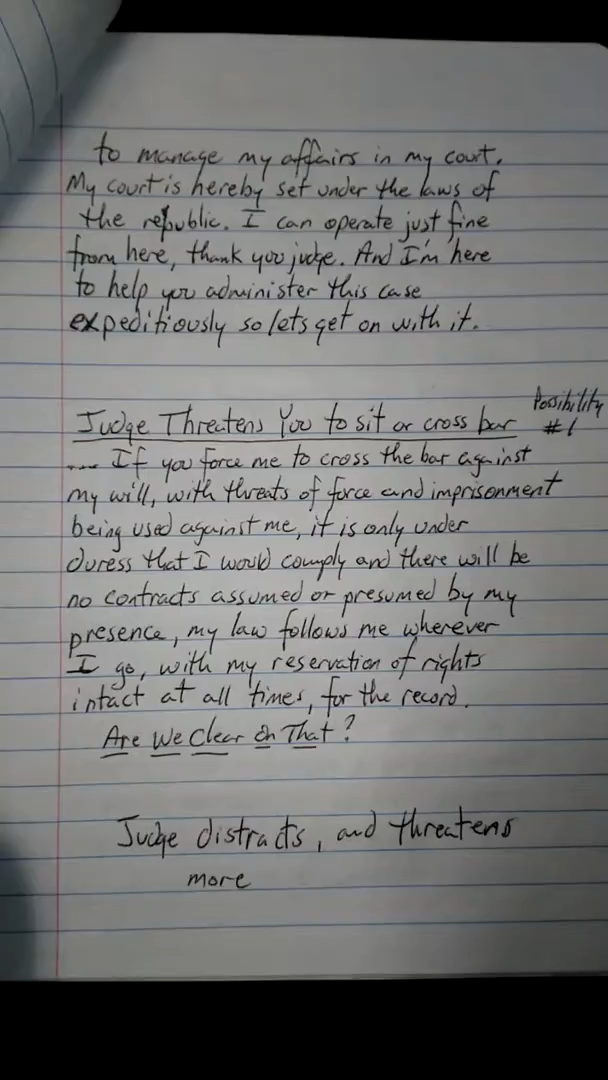 to manage my affairs in my court.
My court is hereby set under the laws of
the republic. I can operate just fine
from here, thank you judge. And I'm here
to help you administer this case
expeditiously so lets get on with it.
Possibility
Judge Threatens You to sit or cross bar #1
.... If you force me to cross the bar against
my will, with threats of force and imprisonment
being used against me, it is only under
duress that I would comply and there will be
no contracts assumed or presumed by my
presence, my law follows me wherever
I go, with my reservation of rights
intact at all times, for the record.
Are We Clear On That?
Judge distracts, and threatens
more